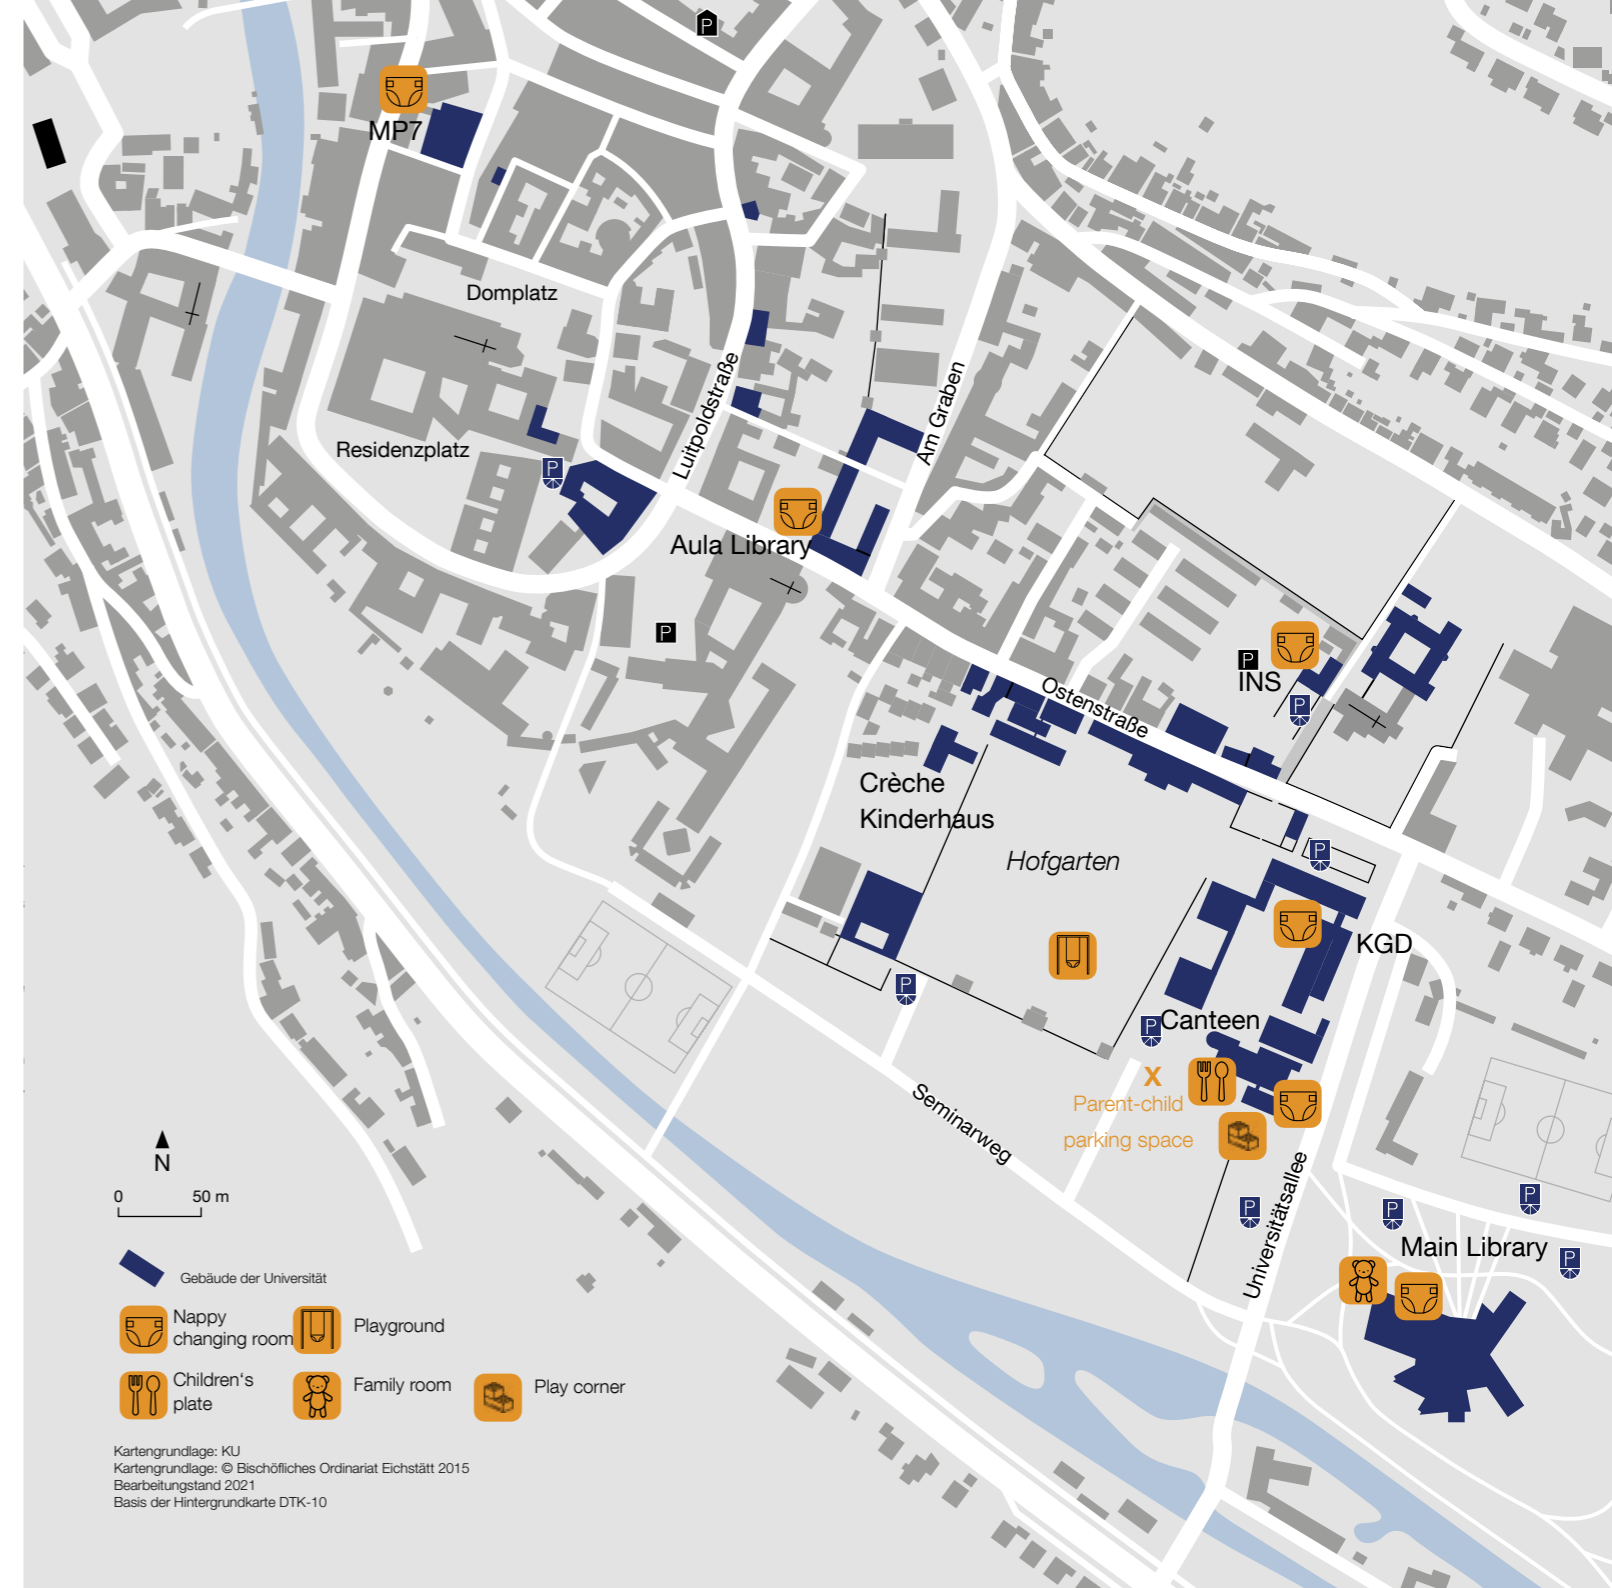 P
MP7
Domplatz
Luitpoldstraße
Am Graben
Residenzplatz
P
Aula Library
P
P
INS
P
Ostenstraße
Crèche
Kinderhaus
Hofgarten
P
KGD
P
P
Canteen
X
Parent-child
parking space
Seminarweg
Universitätsallee
P
P
P
P
Main Library
N
0 50 m
Gebäude der Universität
Nappy
changing room
Playground
Children‘s
plate
Family room
Play corner
Kartengrundlage: KU
Kartengrundlage: © Bischöfliches Ordinariat Eichstätt 2015
Bearbeitungstand 2021
Basis der Hintergrundkarte DTK-10